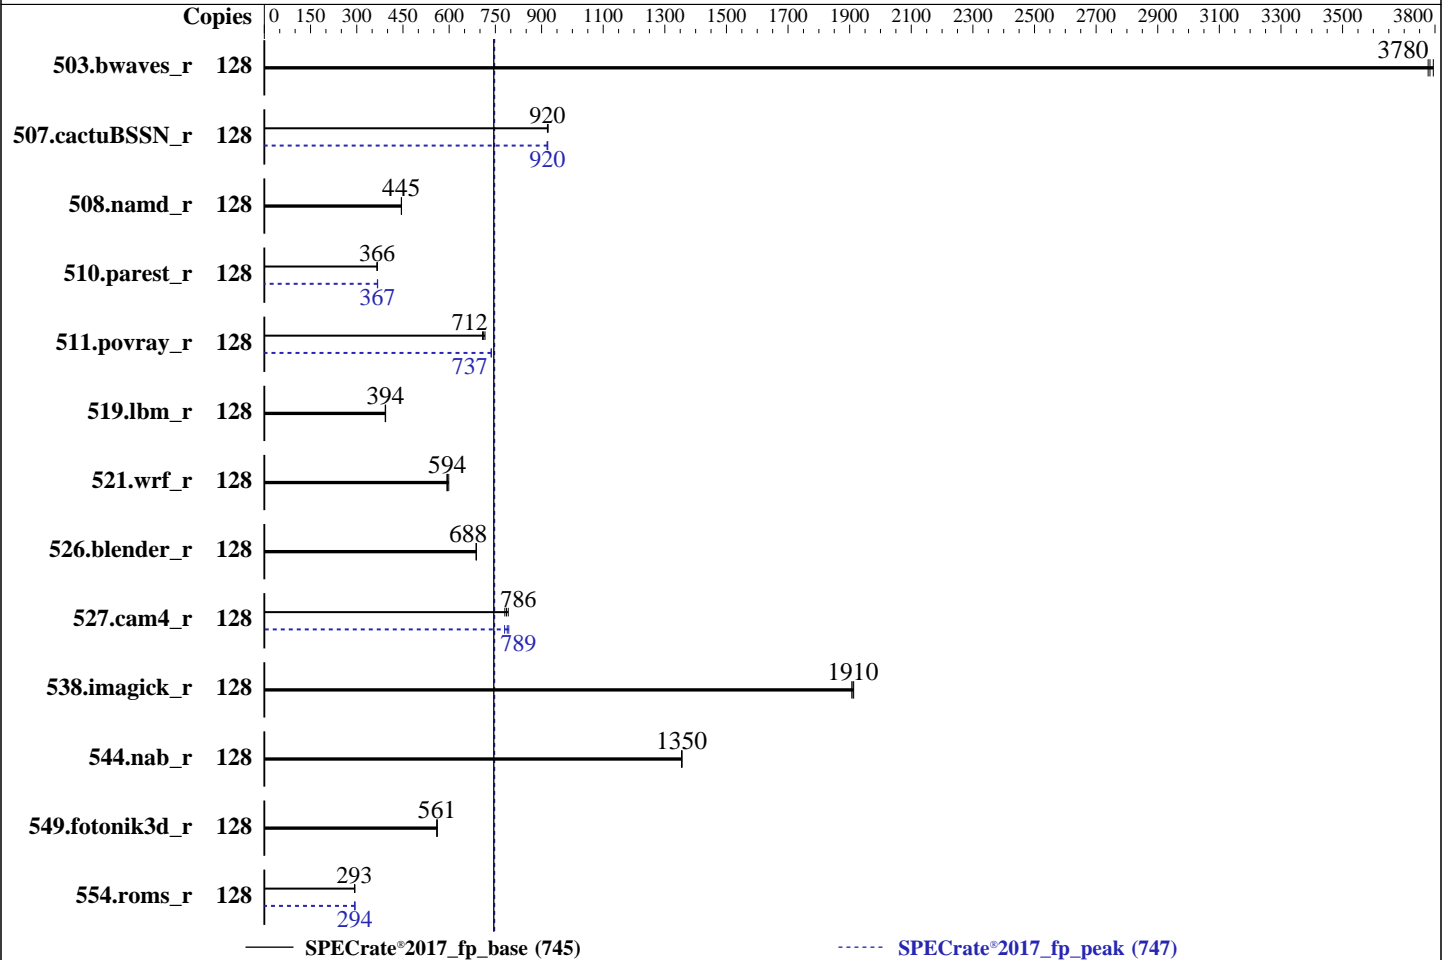 Copies 0 150 300 450 600 750 900 1100 1300 1500 1700 1900 2100 2300 2500 2700 2900 3100 3300 3500 3800
503.bwaves_r 128 3780
507.cactuBSSN_r 128 920
920
508.namd_r 128 445
510.parest_r 128 366
367
511.povray_r 128 712
737
519.lbm_r 128 394
521.wrf_r 128 594
526.blender_r 128 688
527.cam4_r 128 786
789
538.imagick_r 128 1910
544.nab_r 128 1350
549.fotonik3d_r 128 561
554.roms_r 128 293
294
SPECrate®2017_fp_base (745) SPECrate®2017_fp_peak (747)